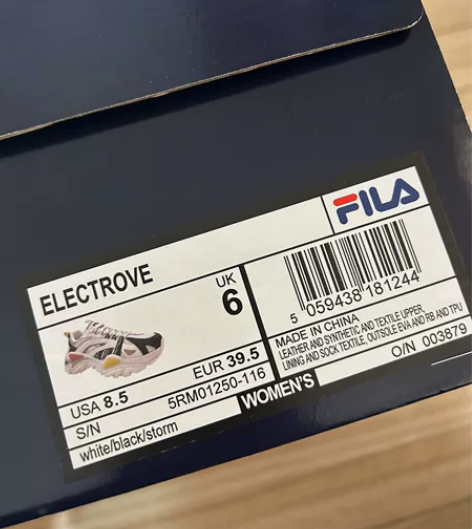 FILA
ELECTROVE
UK
6
5 059438 181244
EUR 39.5
USA 8.5
S/N 5RM01250-116
white/black/storm
MADE IN CHINA
LEATHER AND SYNTHETIC AND TEXTILE UPPER,
LINING AND SOCK TEXTILE, OUTSOLE EVA AND RB AND TPU
O/N 003879
WOMEN'S